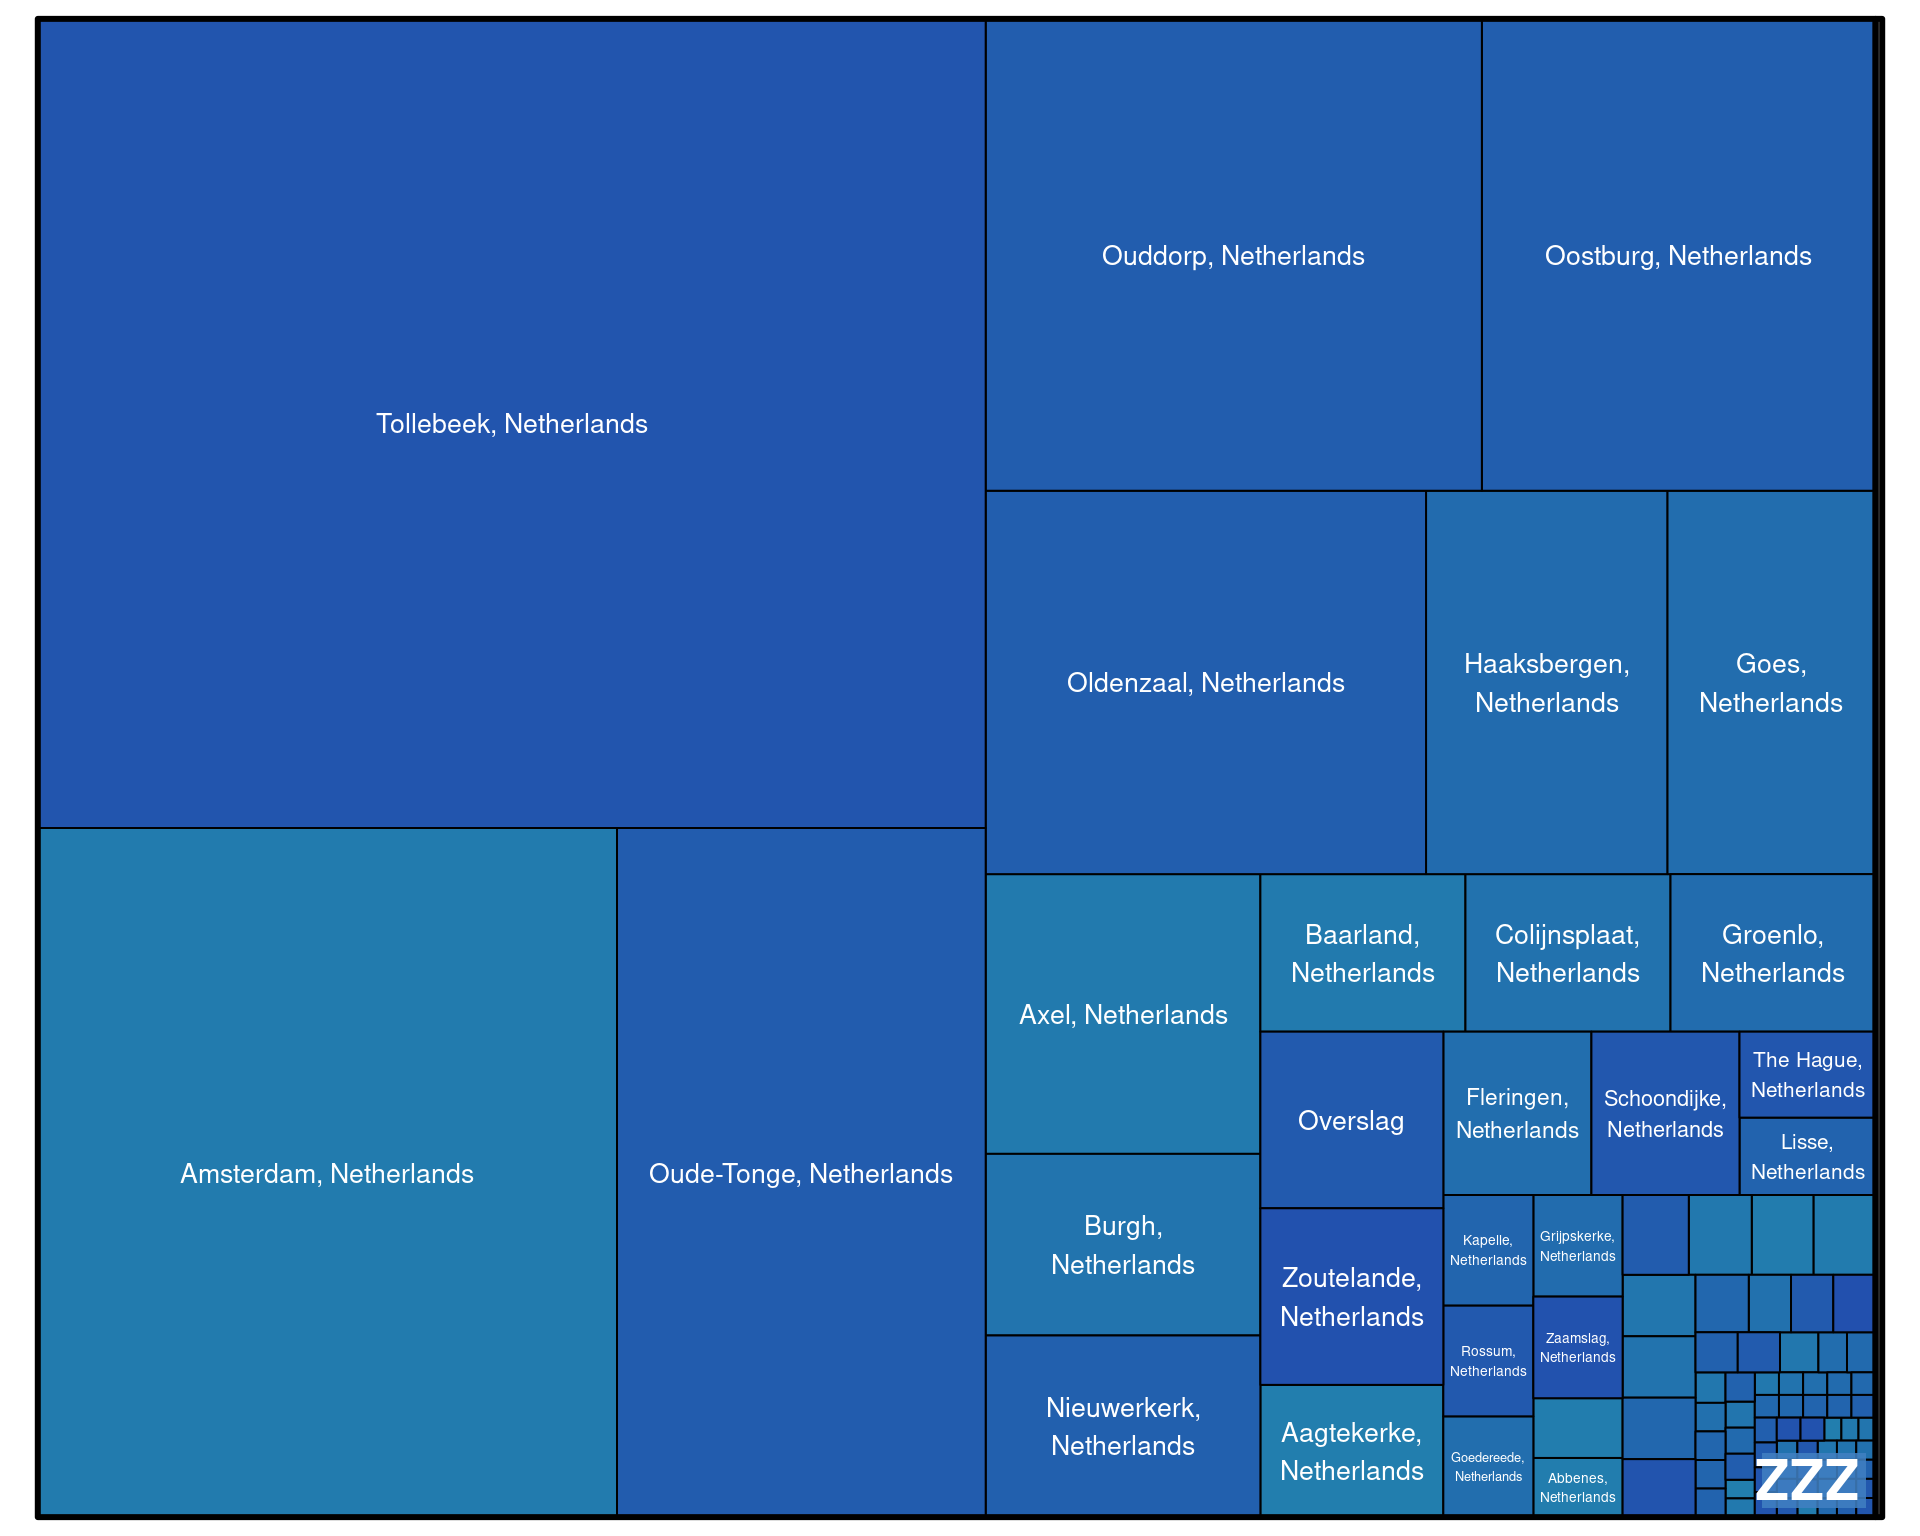 Tollebeek, Netherlands
Ouddorp, Netherlands
Oostburg, Netherlands
Oldenzaal, Netherlands
Haaksbergen,
Netherlands
Goes,
Netherlands
Amsterdam, Netherlands
Oude-Tonge, Netherlands
Axel, Netherlands
Baarland,
Netherlands
Colijnsplaat,
Netherlands
Groenlo,
Netherlands
Overslag
Fleringen,
Netherlands
Schoondijke,
Netherlands
The Hague,
Netherlands
Lisse,
Netherlands
Burgh,
Netherlands
Zoutelande,
Netherlands
Kapelle,
Netherlands
Grijpskerke,
Netherlands
Rossum,
Netherlands
Zaamslag,
Netherlands
Nieuwerkerk,
Netherlands
Aagtekerke,
Netherlands
Goedereede,
Netherlands
Abbenes,
Netherlands
ZZZ